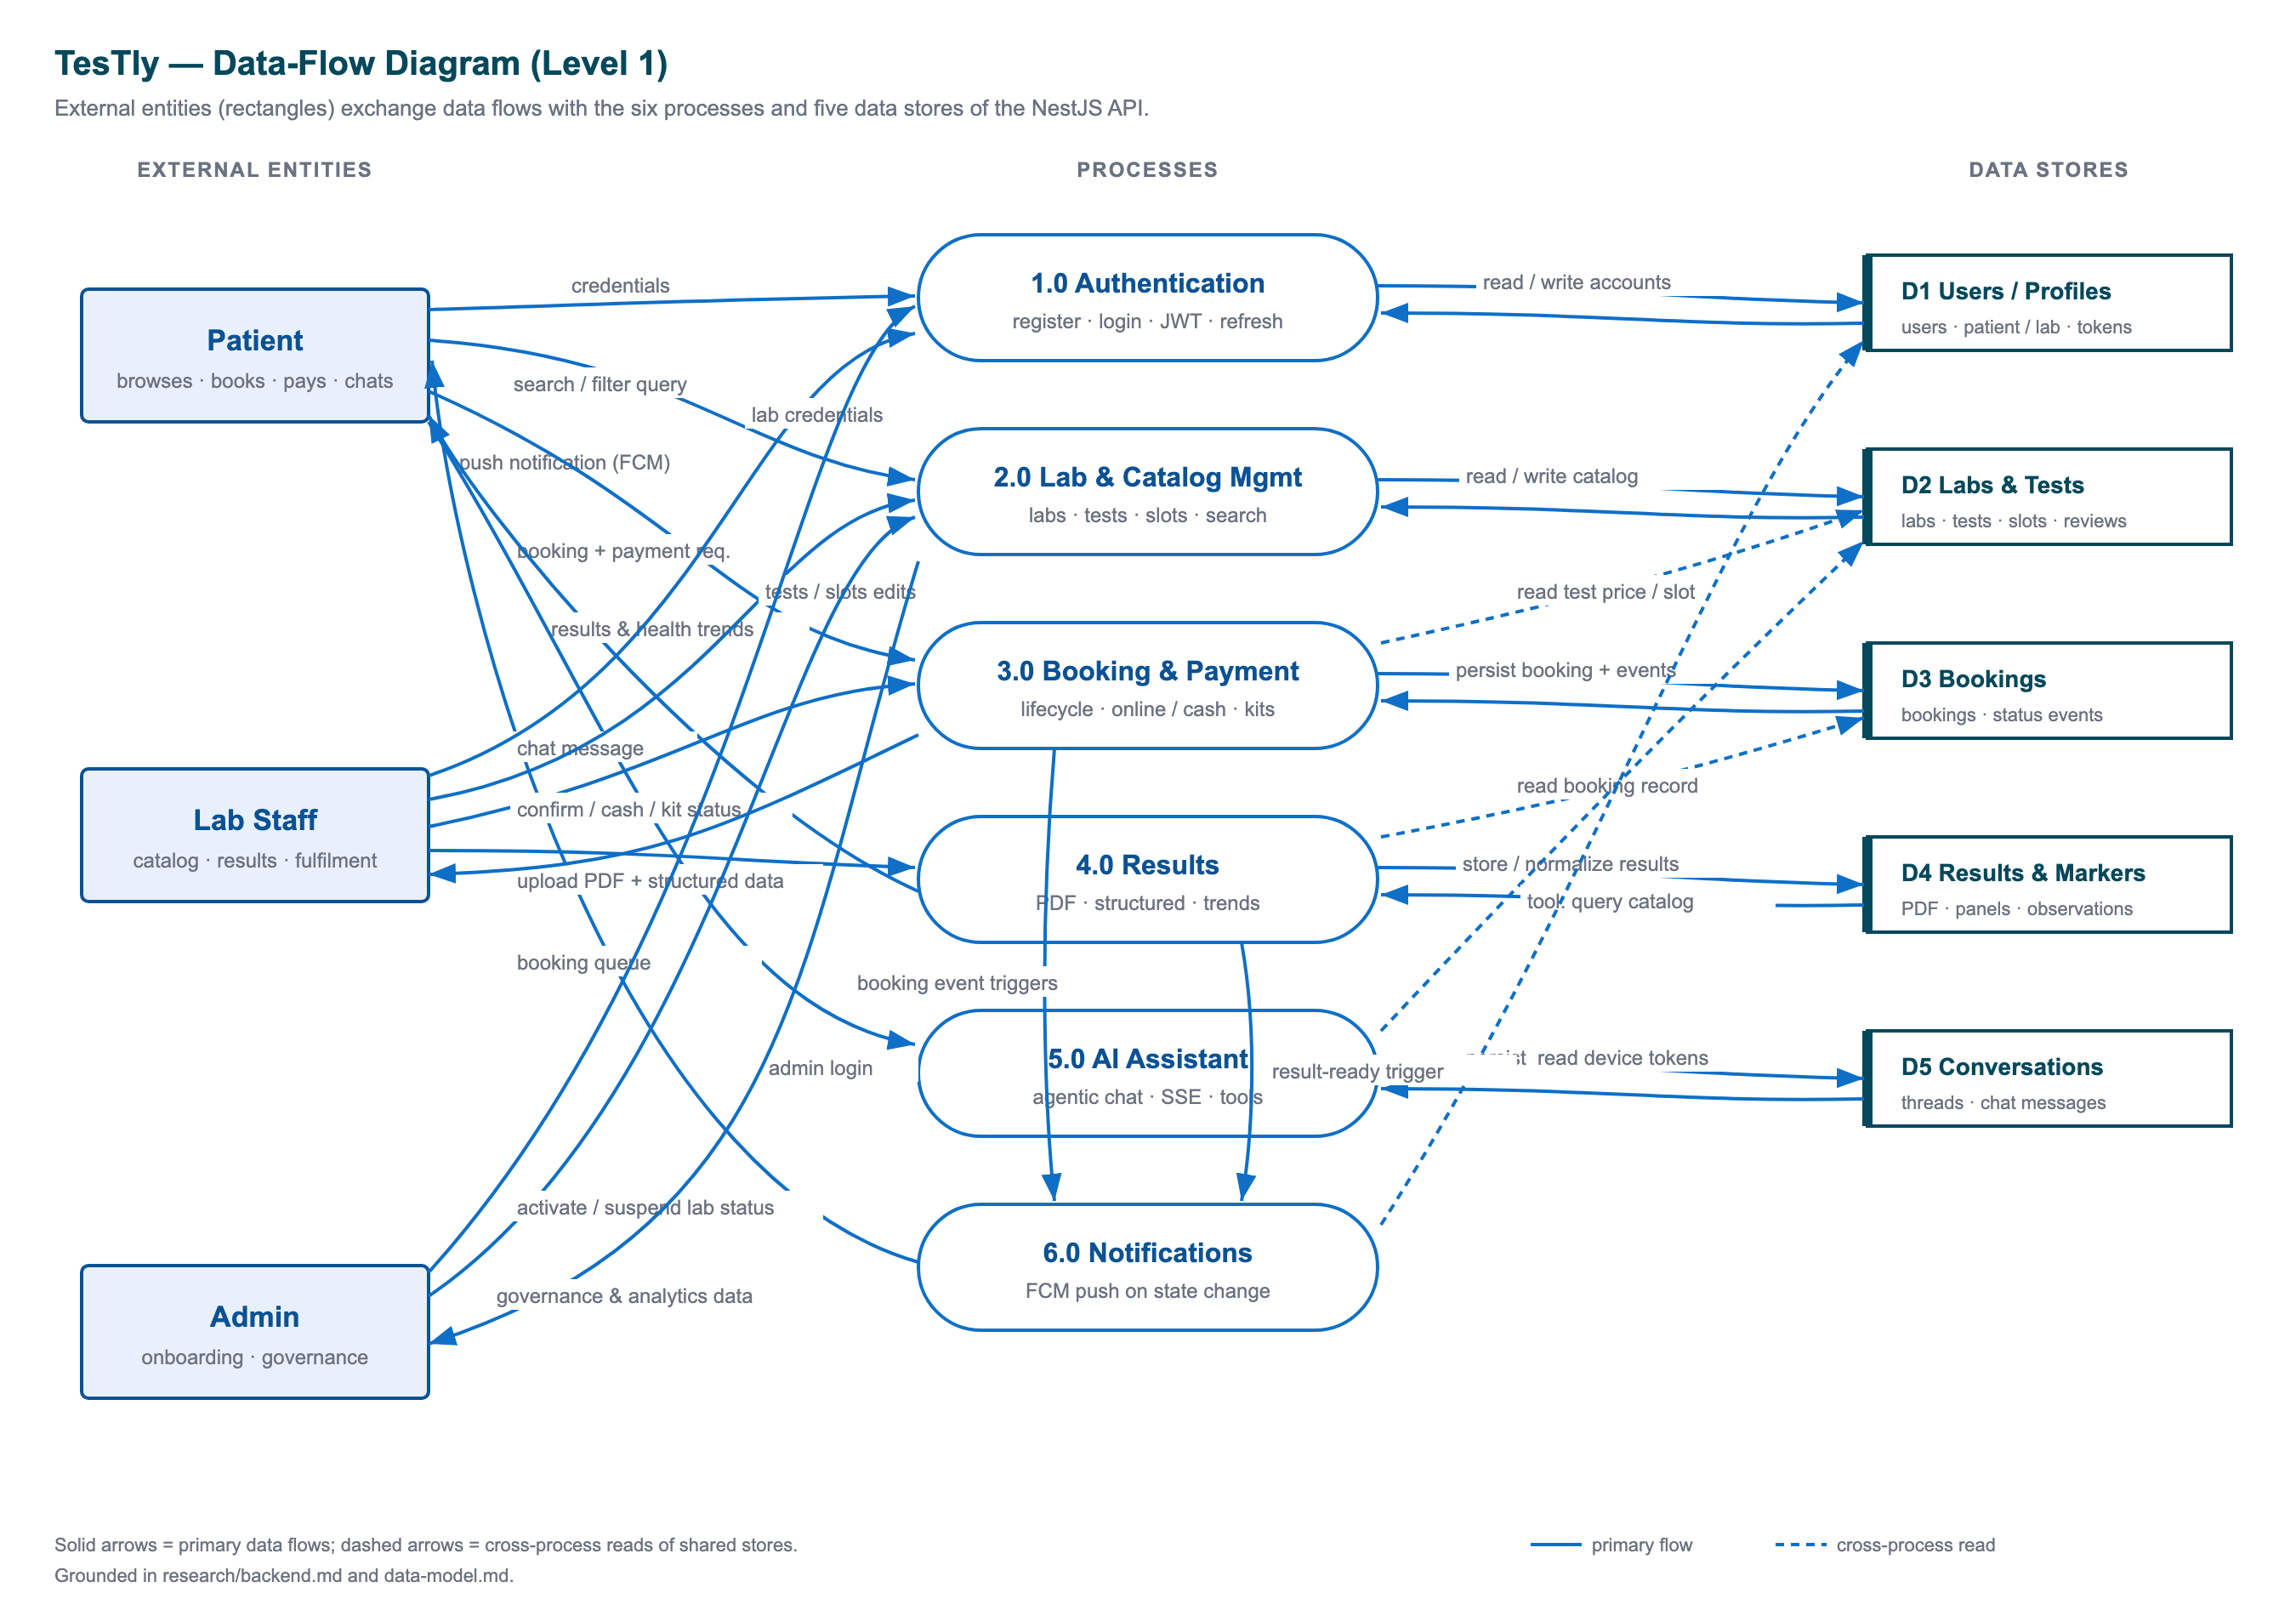 TesTly — Data-Flow Diagram (Level 1)
External entities (rectangles) exchange data flows with the six processes and five data stores of the NestJS API.
EXTERNAL ENTITIES
PROCESSES
DATA STORES
Patient
browses · books · pays · chats
Lab Staff
catalog · results · fulfilment
Admin
onboarding · governance
credentials
search / filter query
lab credentials
push notification (FCM)
booking + payment req.
tests / slots edits
results & health trends
chat message
confirm / cash / kit status
upload PDF + structured data
booking queue
booking event triggers
admin login
activate / suspend lab status
governance & analytics data
1.0 Authentication
register · login · JWT · refresh
2.0 Lab & Catalog Mgmt
labs · tests · slots · search
3.0 Booking & Payment
lifecycle · online / cash · kits
4.0 Results
PDF · structured · trends
5.0 AI Assistant
agentic chat · SSE · tools
6.0 Notifications
FCM push on state change
read / write accounts
read / write catalog
read test price / slot
persist booking + events
read booking record
store / normalize results
tool: query catalog
read device tokens
result-ready trigger
D1 Users / Profiles
users · patient / lab · tokens
D2 Labs & Tests
labs · tests · slots · reviews
D3 Bookings
bookings · status events
D4 Results & Markers
PDF · panels · observations
D5 Conversations
threads · chat messages
Solid arrows = primary data flows; dashed arrows = cross-process reads of shared stores.
Grounded in research/backend.md and data-model.md.
primary flow
cross-process read